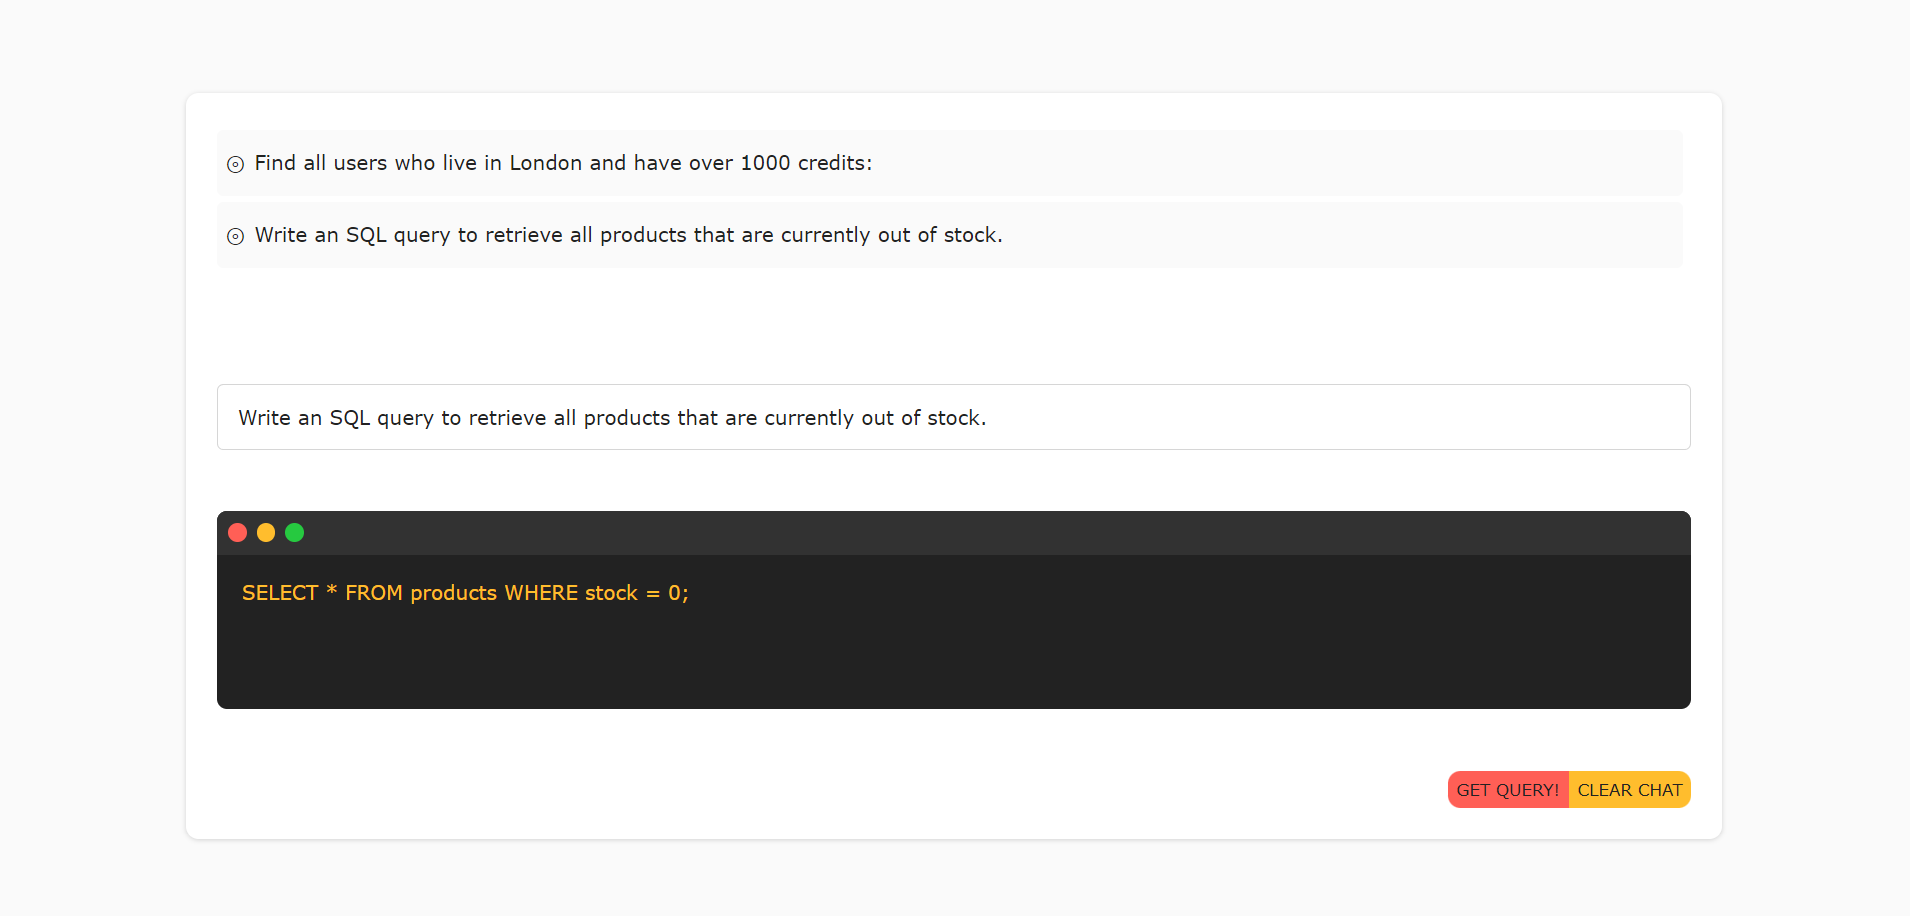 Find all users who live in London and have over 1000 credits:
Write an SQL query to retrieve all products that are currently out of stock.
Write an SQL query to retrieve all products that are currently out of stock.
SELECT * FROM products WHERE stock = 0;
GET QUERY! CLEAR CHAT